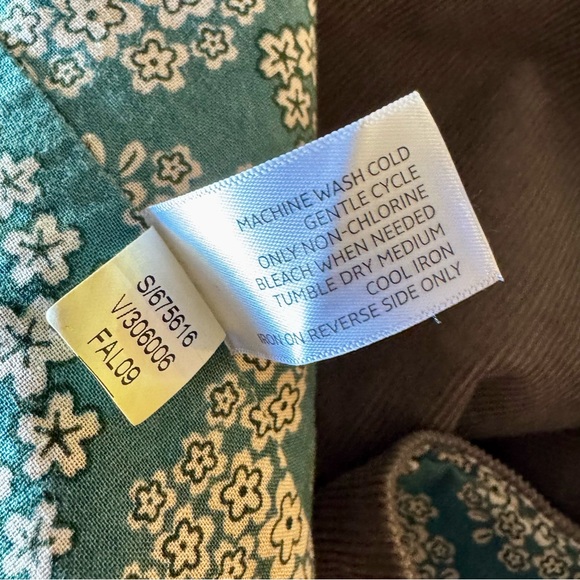 MACHINE WASH COLD
GENTLE CYCLE
ONLY NON-CHLORINE
BLEACH WHEN NEEDED
TUMBLE DRY MEDIUM
COOL IRON
IRON ON REVERSE SIDE ONLY
S/675616
V/306006
FAL09